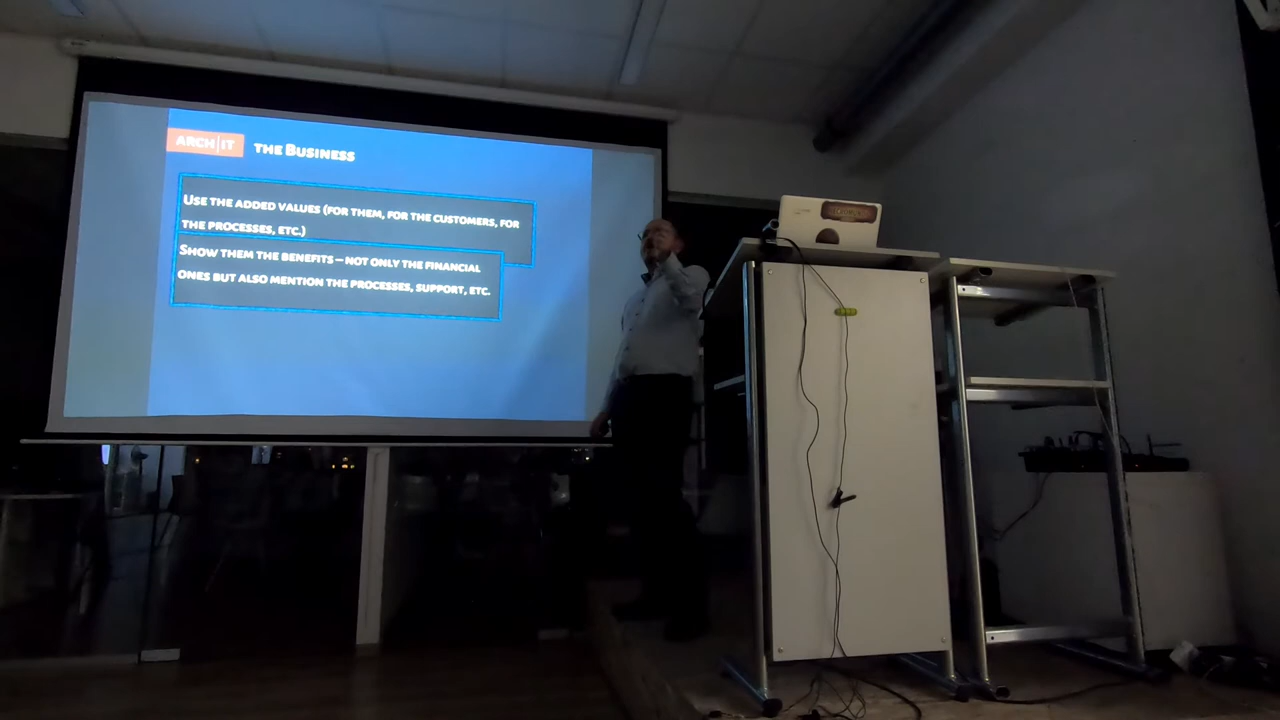 ARCH|IT
THE BUSINESS
USE THE ADDED VALUES (FOR THEM, FOR THE CUSTOMERS, FOR
THE PROCESSES, ETC.)
SHOW THEM THE BENEFITS – NOT ONLY THE FINANCIAL
ONES BUT ALSO MENTION THE PROCESSES, SUPPORT, ETC.